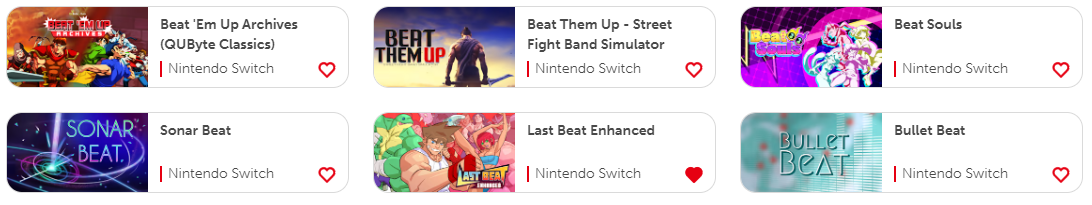 BEAT 'EM UP
ARCHIVES
Beat 'Em Up Archives
(QUByte Classics)
Nintendo Switch
BEAT
THEM UP
Beat Them Up - Street
Fight Band Simulator
Nintendo Switch
Beat
Souls
Beat Souls
Nintendo Switch
SONAR
BEAT.
Sonar Beat
Nintendo Switch
LAST BEAT
ENHANCED
Last Beat Enhanced
Nintendo Switch
BULLET
BEAT
Bullet Beat
Nintendo Switch